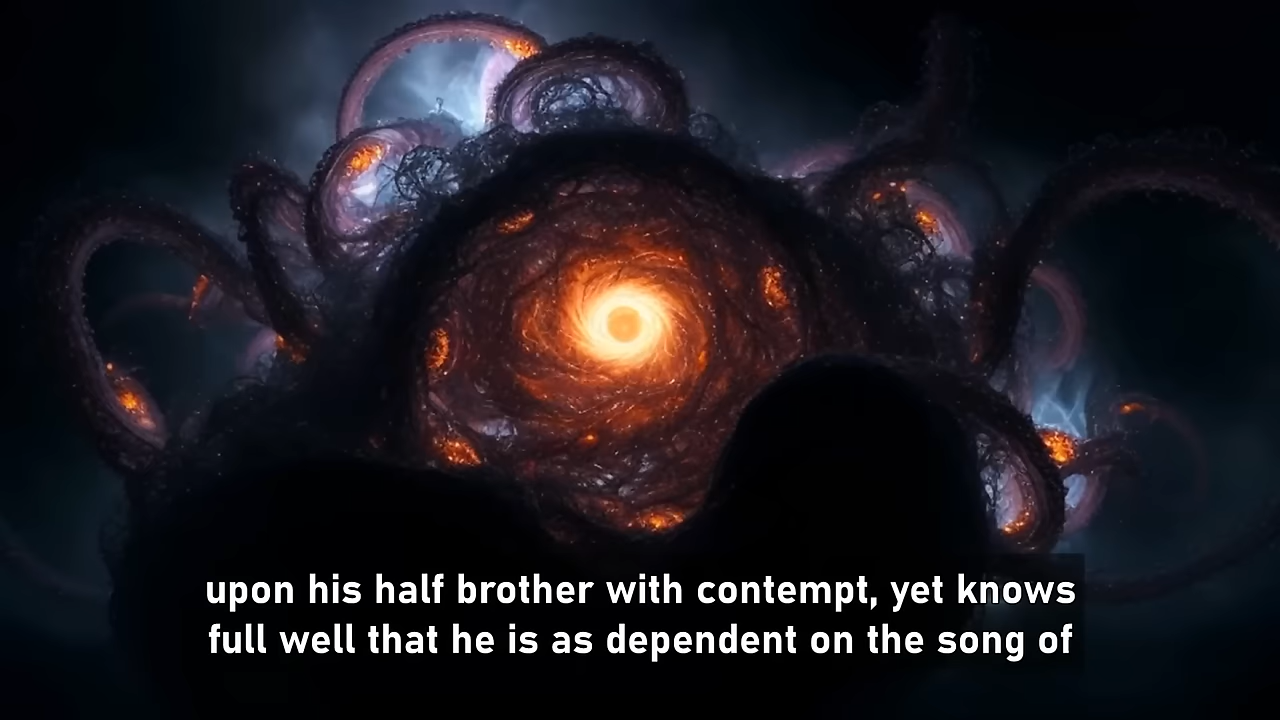 upon his half brother with contempt, yet knows
full well that he is as dependent on the song of